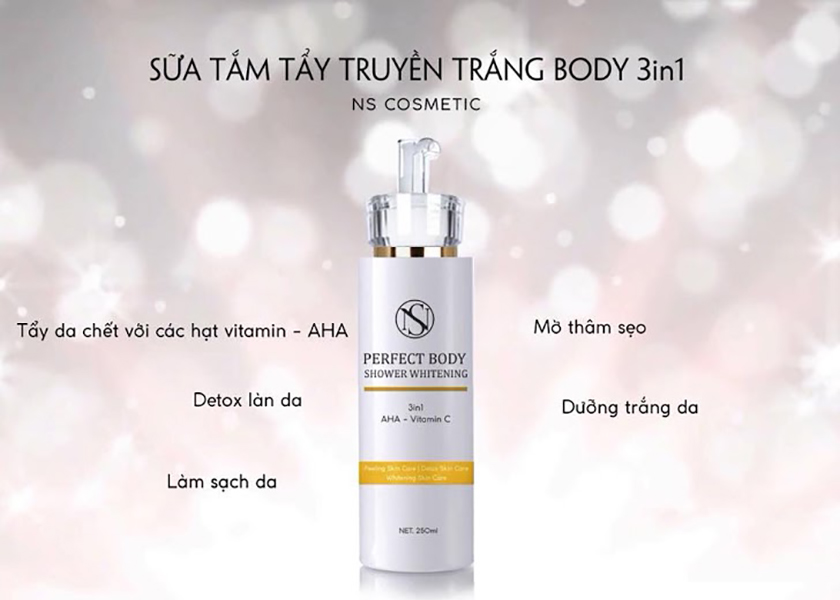 SỮA TẮM TẨY TRUYỀN TRẮNG BODY 3in1
NS COSMETIC
Tẩy da chết với các hạt vitamin - AHA
Detox làn da
Làm sạch da
Mờ thâm sẹo
Dưỡng trắng da
NS
PERFECT BODY
SHOWER WHITENING
3in1
AHA - Vitamin C
Peeling Skin Care | Detox Skin Care
Whitening Skin Care
NET. 250ml